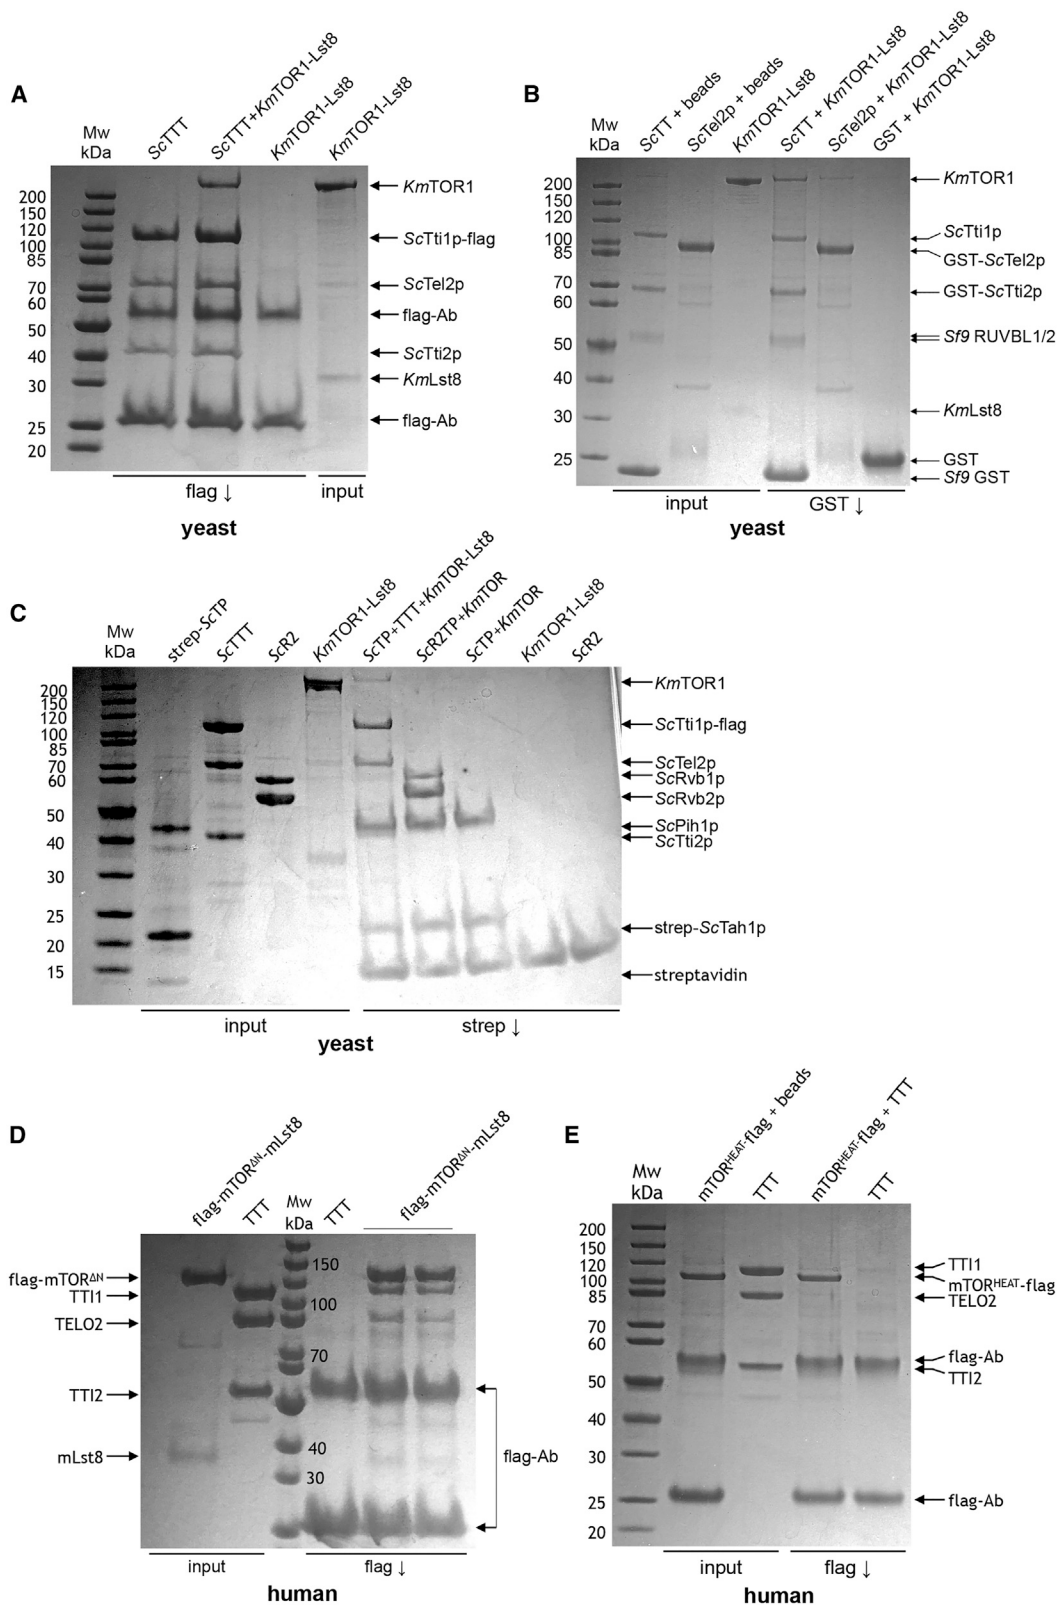 A
Mw
kDa
ScTTT
ScTTT+KmTOR1-Lst8
KmTOR1-Lst8
KmTOR1-Lst8
200
150
120
100
85
70
60
50
40
30
25
20
KmTOR1
ScTti1p-flag
ScTel2p
flag-Ab
ScTti2p
KmLst8
flag-Ab
flag ↓
input
yeast
B
Mw
kDa
ScTT + beads
ScTel2p + beads
KmTOR1-Lst8
ScTT + KmTOR1-Lst8
ScTel2p + KmTOR1-Lst8
GST + KmTOR1-Lst8
200
150
120
100
85
70
60
50
40
30
25
KmTOR1
ScTti1p
GST-ScTel2p
GST-ScTti2p
Sf9 RUVBL1/2
KmLst8
GST
Sf9 GST
input
GST ↓
yeast
C
Mw
kDa
strep-ScTP
ScTTT
ScR2
KmTOR1-Lst8
ScTP+TTT+KmTOR-Lst8
ScR2TP+KmTOR
ScTP+KmTOR
KmTOR1-Lst8
ScR2
200
150
120
100
85
70
60
50
40
30
25
20
15
KmTOR1
ScTti1p-flag
ScTel2p
ScRvb1p
ScRvb2p
ScPih1p
ScTti2p
strep-ScTah1p
streptavidin
input
strep ↓
yeast
D
flag-mTORΔN-mLst8
TTT
Mw
kDa
TTT
flag-mTORΔN-mLst8
flag-mTORΔN
TTI1
TELO2
TTI2
mLst8
150
100
70
40
30
flag-Ab
input
flag ↓
human
E
Mw
kDa
mTORHEAT-flag + beads
TTT
mTORHEAT-flag + TTT
TTT
200
150
120
100
85
70
60
50
40
30
25
20
TTI1
mTORHEAT-flag
TELO2
flag-Ab
TTI2
flag-Ab
input
flag ↓
human